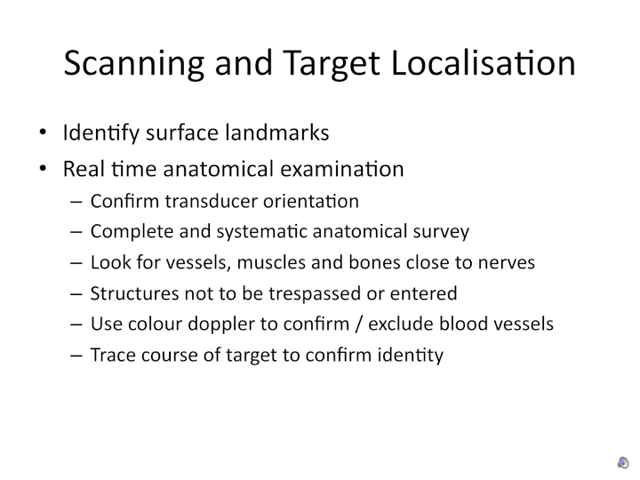 Scanning and Target Localisation
• Identify surface landmarks
• Real time anatomical examination
– Confirm transducer orientation
– Complete and systematic anatomical survey
– Look for vessels, muscles and bones close to nerves
– Structures not to be trespassed or entered
– Use colour doppler to confirm / exclude blood vessels
– Trace course of target to confirm identity